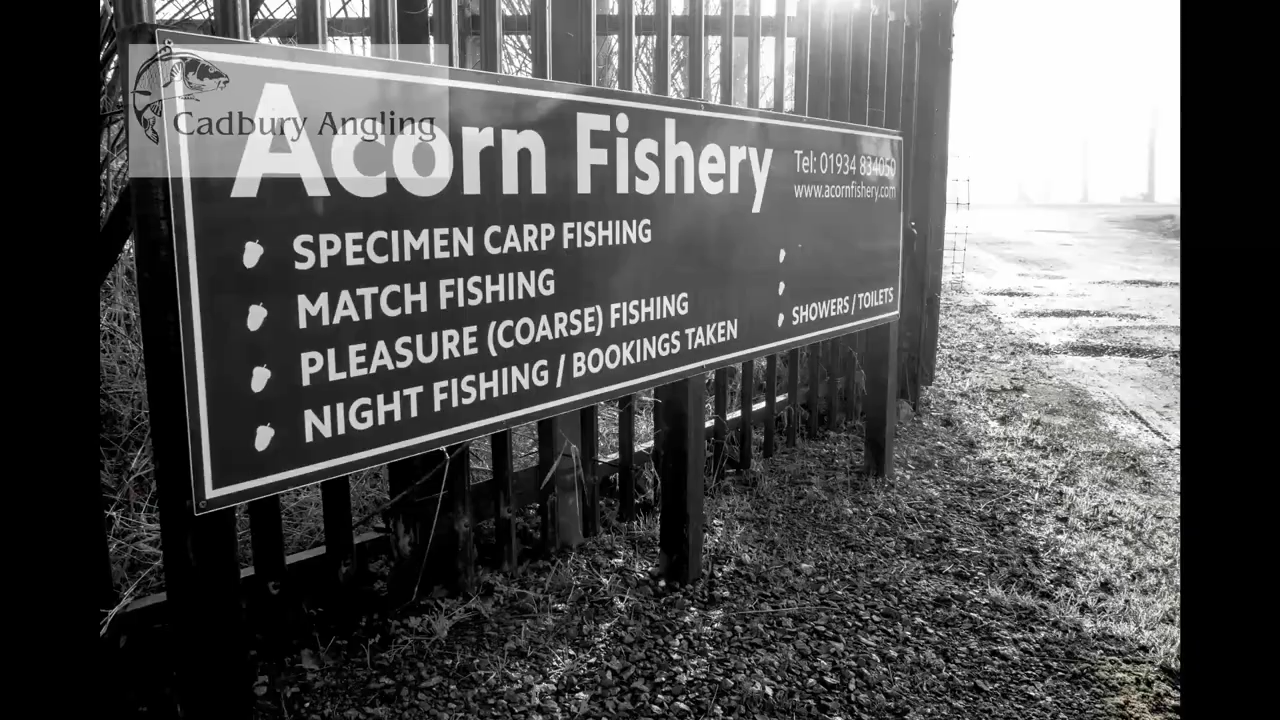 Cadbury Angling
Acorn Fishery
Tel: 01934 834050
www.acornfishery.com
SPECIMEN CARP FISHING
MATCH FISHING
PLEASURE (COARSE) FISHING
NIGHT FISHING / BOOKINGS TAKEN
SHOWERS / TOILETS